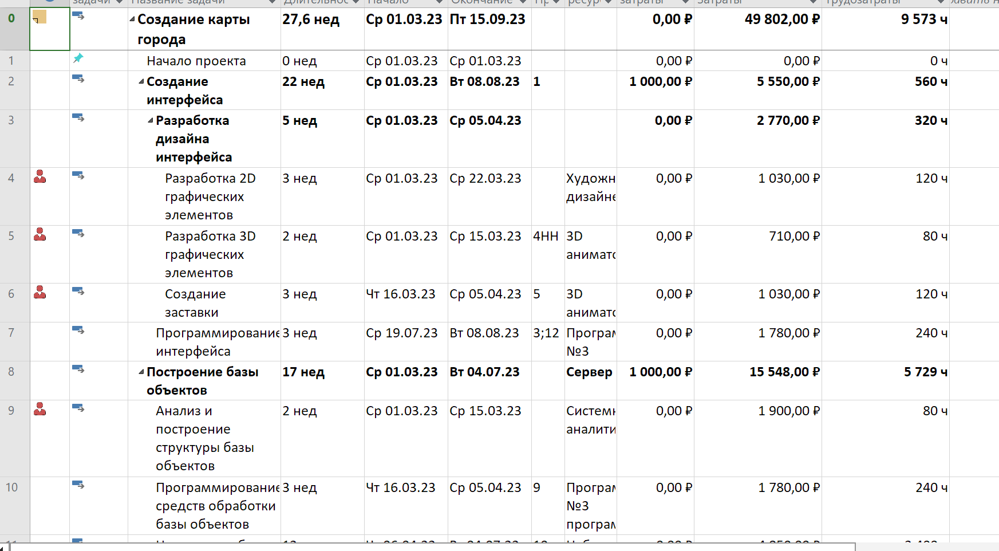 задачи Название задачи Длительнос Начало Окончание Пр ресур затраты Затраты Трудозатраты
0 Создание карты 27,6 нед Ср 01.03.23 Пт 15.09.23 0,00 ₽ 49 802,00 ₽ 9 573 ч
города
1 Начало проекта 0 нед Ср 01.03.23 Ср 01.03.23 0,00 ₽ 0,00 ₽ 0 ч
2 Создание 22 нед Ср 01.03.23 Вт 08.08.23 1 1 000,00 ₽ 5 550,00 ₽ 560 ч
интерфейса
3 Разработка 5 нед Ср 01.03.23 Ср 05.04.23 0,00 ₽ 2 770,00 ₽ 320 ч
дизайна
интерфейса
4 Разработка 2D 3 нед Ср 01.03.23 Ср 22.03.23 Художн 0,00 ₽ 1 030,00 ₽ 120 ч
графических дизайне
элементов
5 Разработка 3D 2 нед Ср 01.03.23 Ср 15.03.23 4НН 3D 0,00 ₽ 710,00 ₽ 80 ч
графических анимато
элементов
6 Создание 3 нед Чт 16.03.23 Ср 05.04.23 5 3D 0,00 ₽ 1 030,00 ₽ 120 ч
заставки анимато
7 Программирование 3 нед Ср 19.07.23 Вт 08.08.23 3;12 Програм 0,00 ₽ 1 780,00 ₽ 240 ч
интерфейса №3
8 Построение базы 17 нед Ср 01.03.23 Вт 04.07.23 Сервер 1 000,00 ₽ 15 548,00 ₽ 5 729 ч
объектов
9 Анализ и 2 нед Ср 01.03.23 Ср 15.03.23 Системн 0,00 ₽ 1 900,00 ₽ 80 ч
построение аналити
структуры базы
объектов
10 Программирование 3 нед Чт 16.03.23 Ср 05.04.23 9 Програм 0,00 ₽ 1 780,00 ₽ 240 ч
средств обработки №3
базы объектов програм